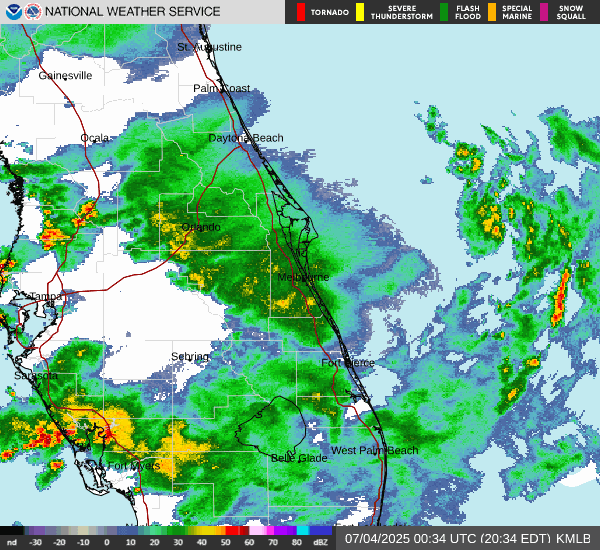 NATIONAL WEATHER SERVICE
TORNADO
SEVERE THUNDERSTORM
FLASH FLOOD
SPECIAL MARINE
SNOW SQUALL
St. Augustine
Gainesville
Palm Coast
Ocala
Daytona Beach
Orlando
Melbourne
Tampa
Sebring
Fort Pierce
Sarasota
West Palm Beach
Belle Glade
Fort Myers
nd -30 -20 -10 0 10 20 30 40 50 60 70 80 dBZ
07/04/2025 00:34 UTC (20:34 EDT) KMLB